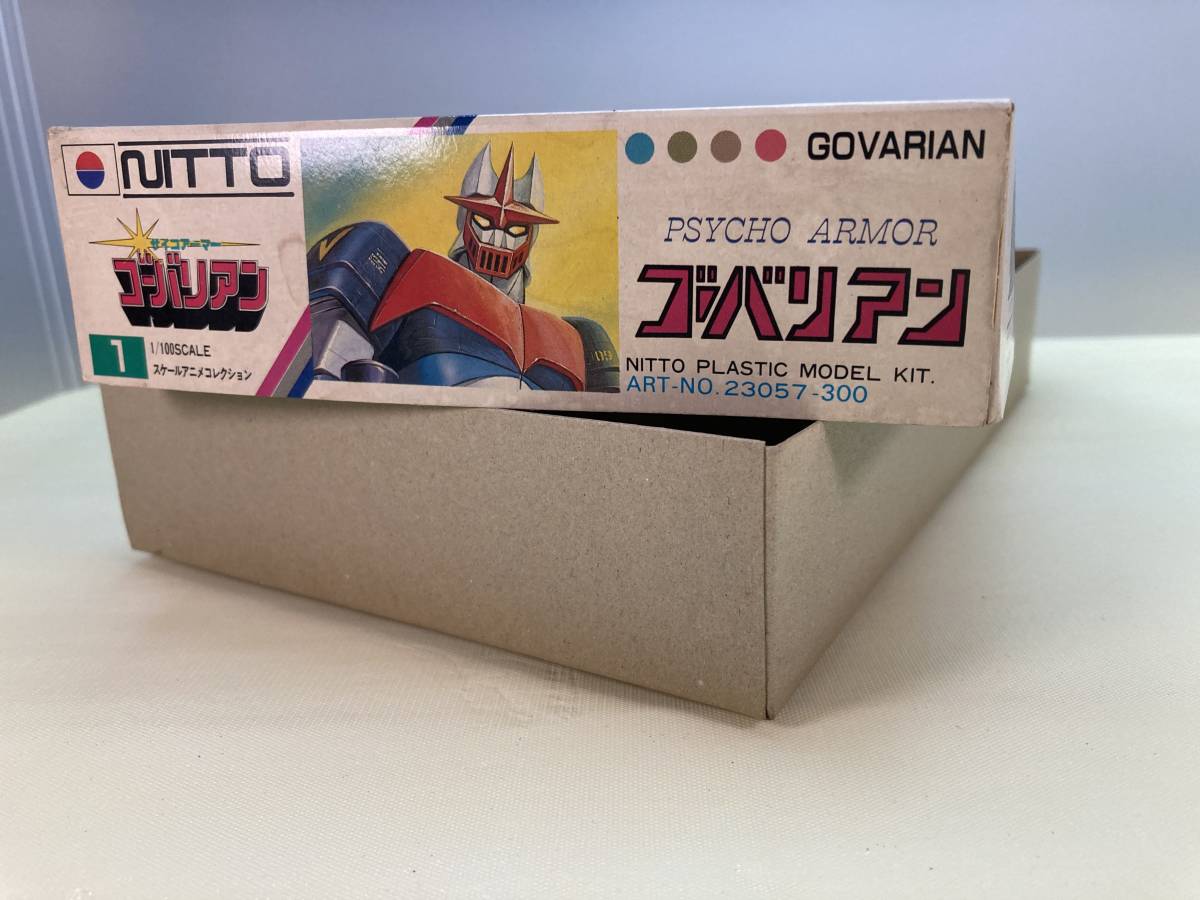 NITTO
サイコアーマー
ゴーバリアン
1
1/100SCALE
スケールアニメコレクション
09
GOVARIAN
PSYCHO ARMOR
ゴーバリアン
NITTO PLASTIC MODEL KIT.
ART-NO. 23057-300